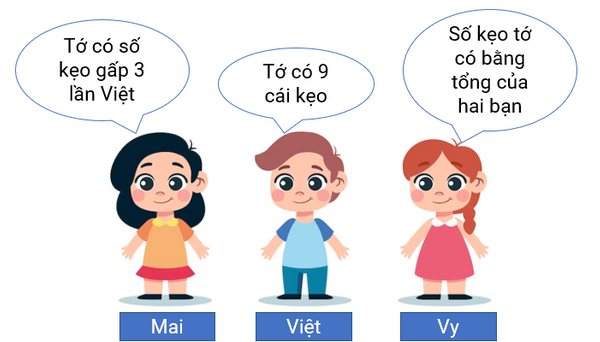 Tớ có số
kẹo gấp 3
lần Việt
Tớ có 9
cái kẹo
Số kẹo tớ
có bằng
tổng của
hai bạn
Mai
Việt
Vy